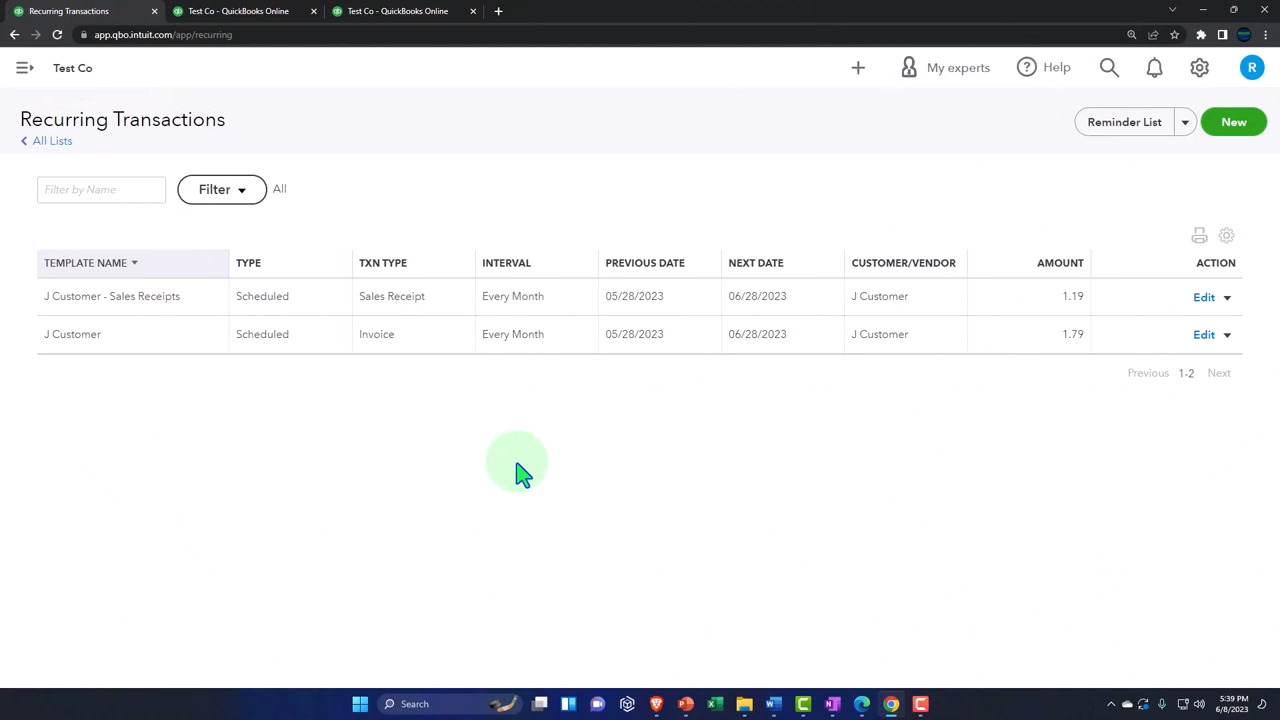 Recurring Transactions
Test Co - QuickBooks Online
Test Co - QuickBooks Online
app.qbo.intuit.com/app/recurring
Test Co
My experts
Help
R
Recurring Transactions
All Lists
Reminder List
New
Filter by Name
Filter
All
TEMPLATE NAME TYPE TXN TYPE INTERVAL PREVIOUS DATE NEXT DATE CUSTOMER/VENDOR AMOUNT ACTION
J Customer - Sales Receipts Scheduled Sales Receipt Every Month 05/28/2023 06/28/2023 J Customer 1.19 Edit
J Customer Scheduled Invoice Every Month 05/28/2023 06/28/2023 J Customer 1.79 Edit
Previous 1-2 Next
Search
5:39 PM
6/8/2023